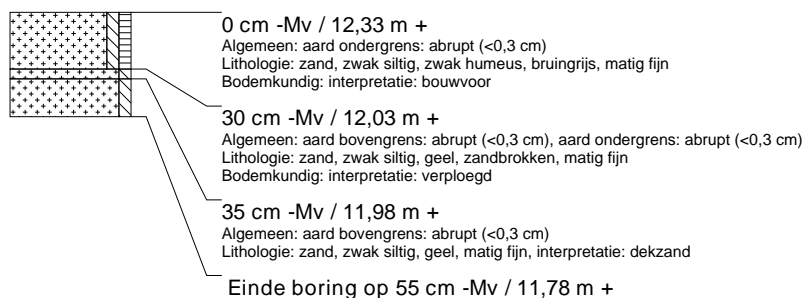 0 cm -Mv / 12,33 m +
Algemeen: aard ondergrens: abrupt (<0,3 cm)
Lithologie: zand, zwak siltig, zwak humeus, bruingrijs, matig fijn
Bodemkundig: interpretatie: bouwvoor
30 cm -Mv / 12,03 m +
Algemeen: aard bovengrens: abrupt (<0,3 cm), aard ondergrens: abrupt (<0,3 cm)
Lithologie: zand, zwak siltig, geel, zandbrokken, matig fijn
Bodemkundig: interpretatie: verploegd
35 cm -Mv / 11,98 m +
Algemeen: aard bovengrens: abrupt (<0,3 cm)
Lithologie: zand, zwak siltig, geel, matig fijn, interpretatie: dekzand
Einde boring op 55 cm -Mv / 11,78 m +